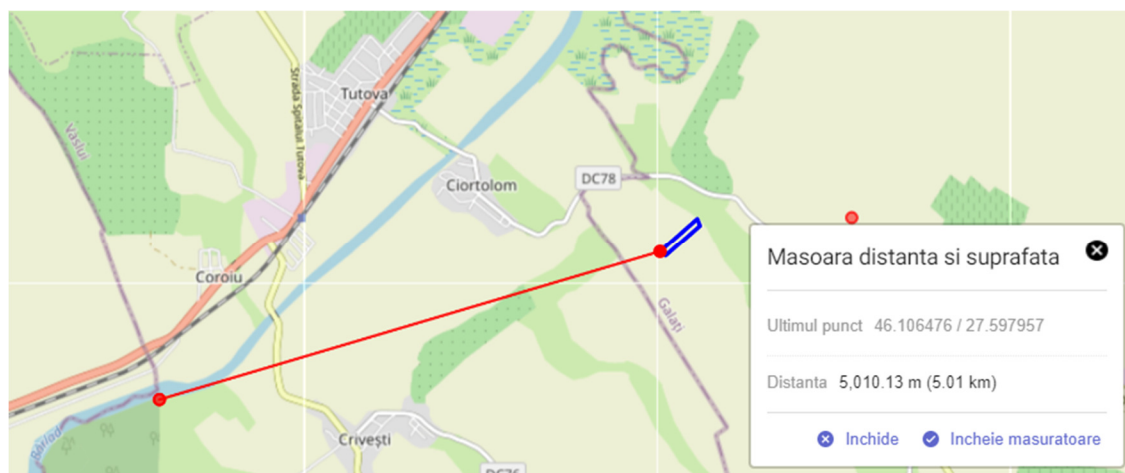 Tutova
Strada Spitalul Tutova
Vaslui
Ciortolom
DC78
Coroiu
Galați
Bârlad
Crivești
DC76
Masoara distanta si suprafata
Ultimul punct 46.106476 / 27.597957
Distanta 5,010.13 m (5.01 km)
Inchide Incheie masuratoare